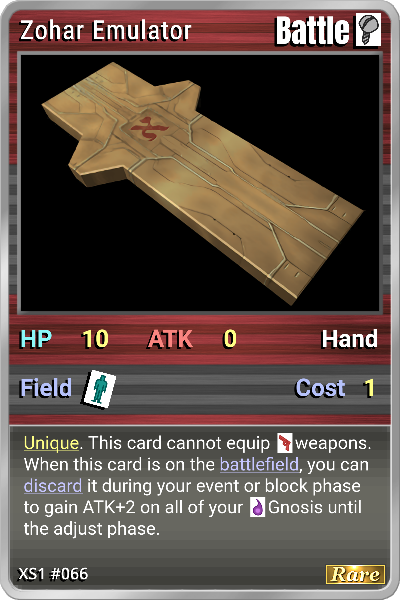 Zohar Emulator Battle
HP 10 ATK 0 Hand
Field Cost 1
Unique. This card cannot equip weapons.
When this card is on the battlefield, you can
discard it during your event or block phase
to gain ATK+2 on all of your Gnosis until
the adjust phase.
XS1 #066 Rare